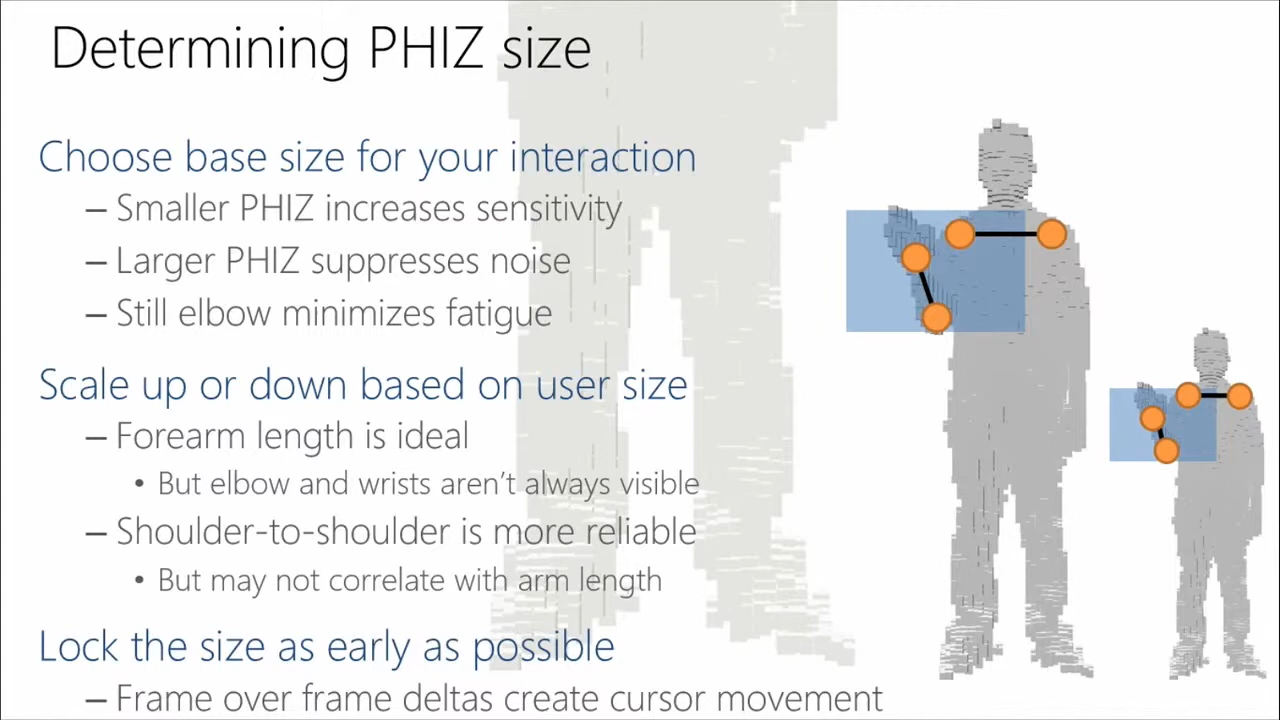 Determining PHIZ size
Choose base size for your interaction
– Smaller PHIZ increases sensitivity
– Larger PHIZ suppresses noise
– Still elbow minimizes fatigue
Scale up or down based on user size
– Forearm length is ideal
• But elbow and wrists aren't always visible
– Shoulder-to-shoulder is more reliable
• But may not correlate with arm length
Lock the size as early as possible
– Frame over frame deltas create cursor movement